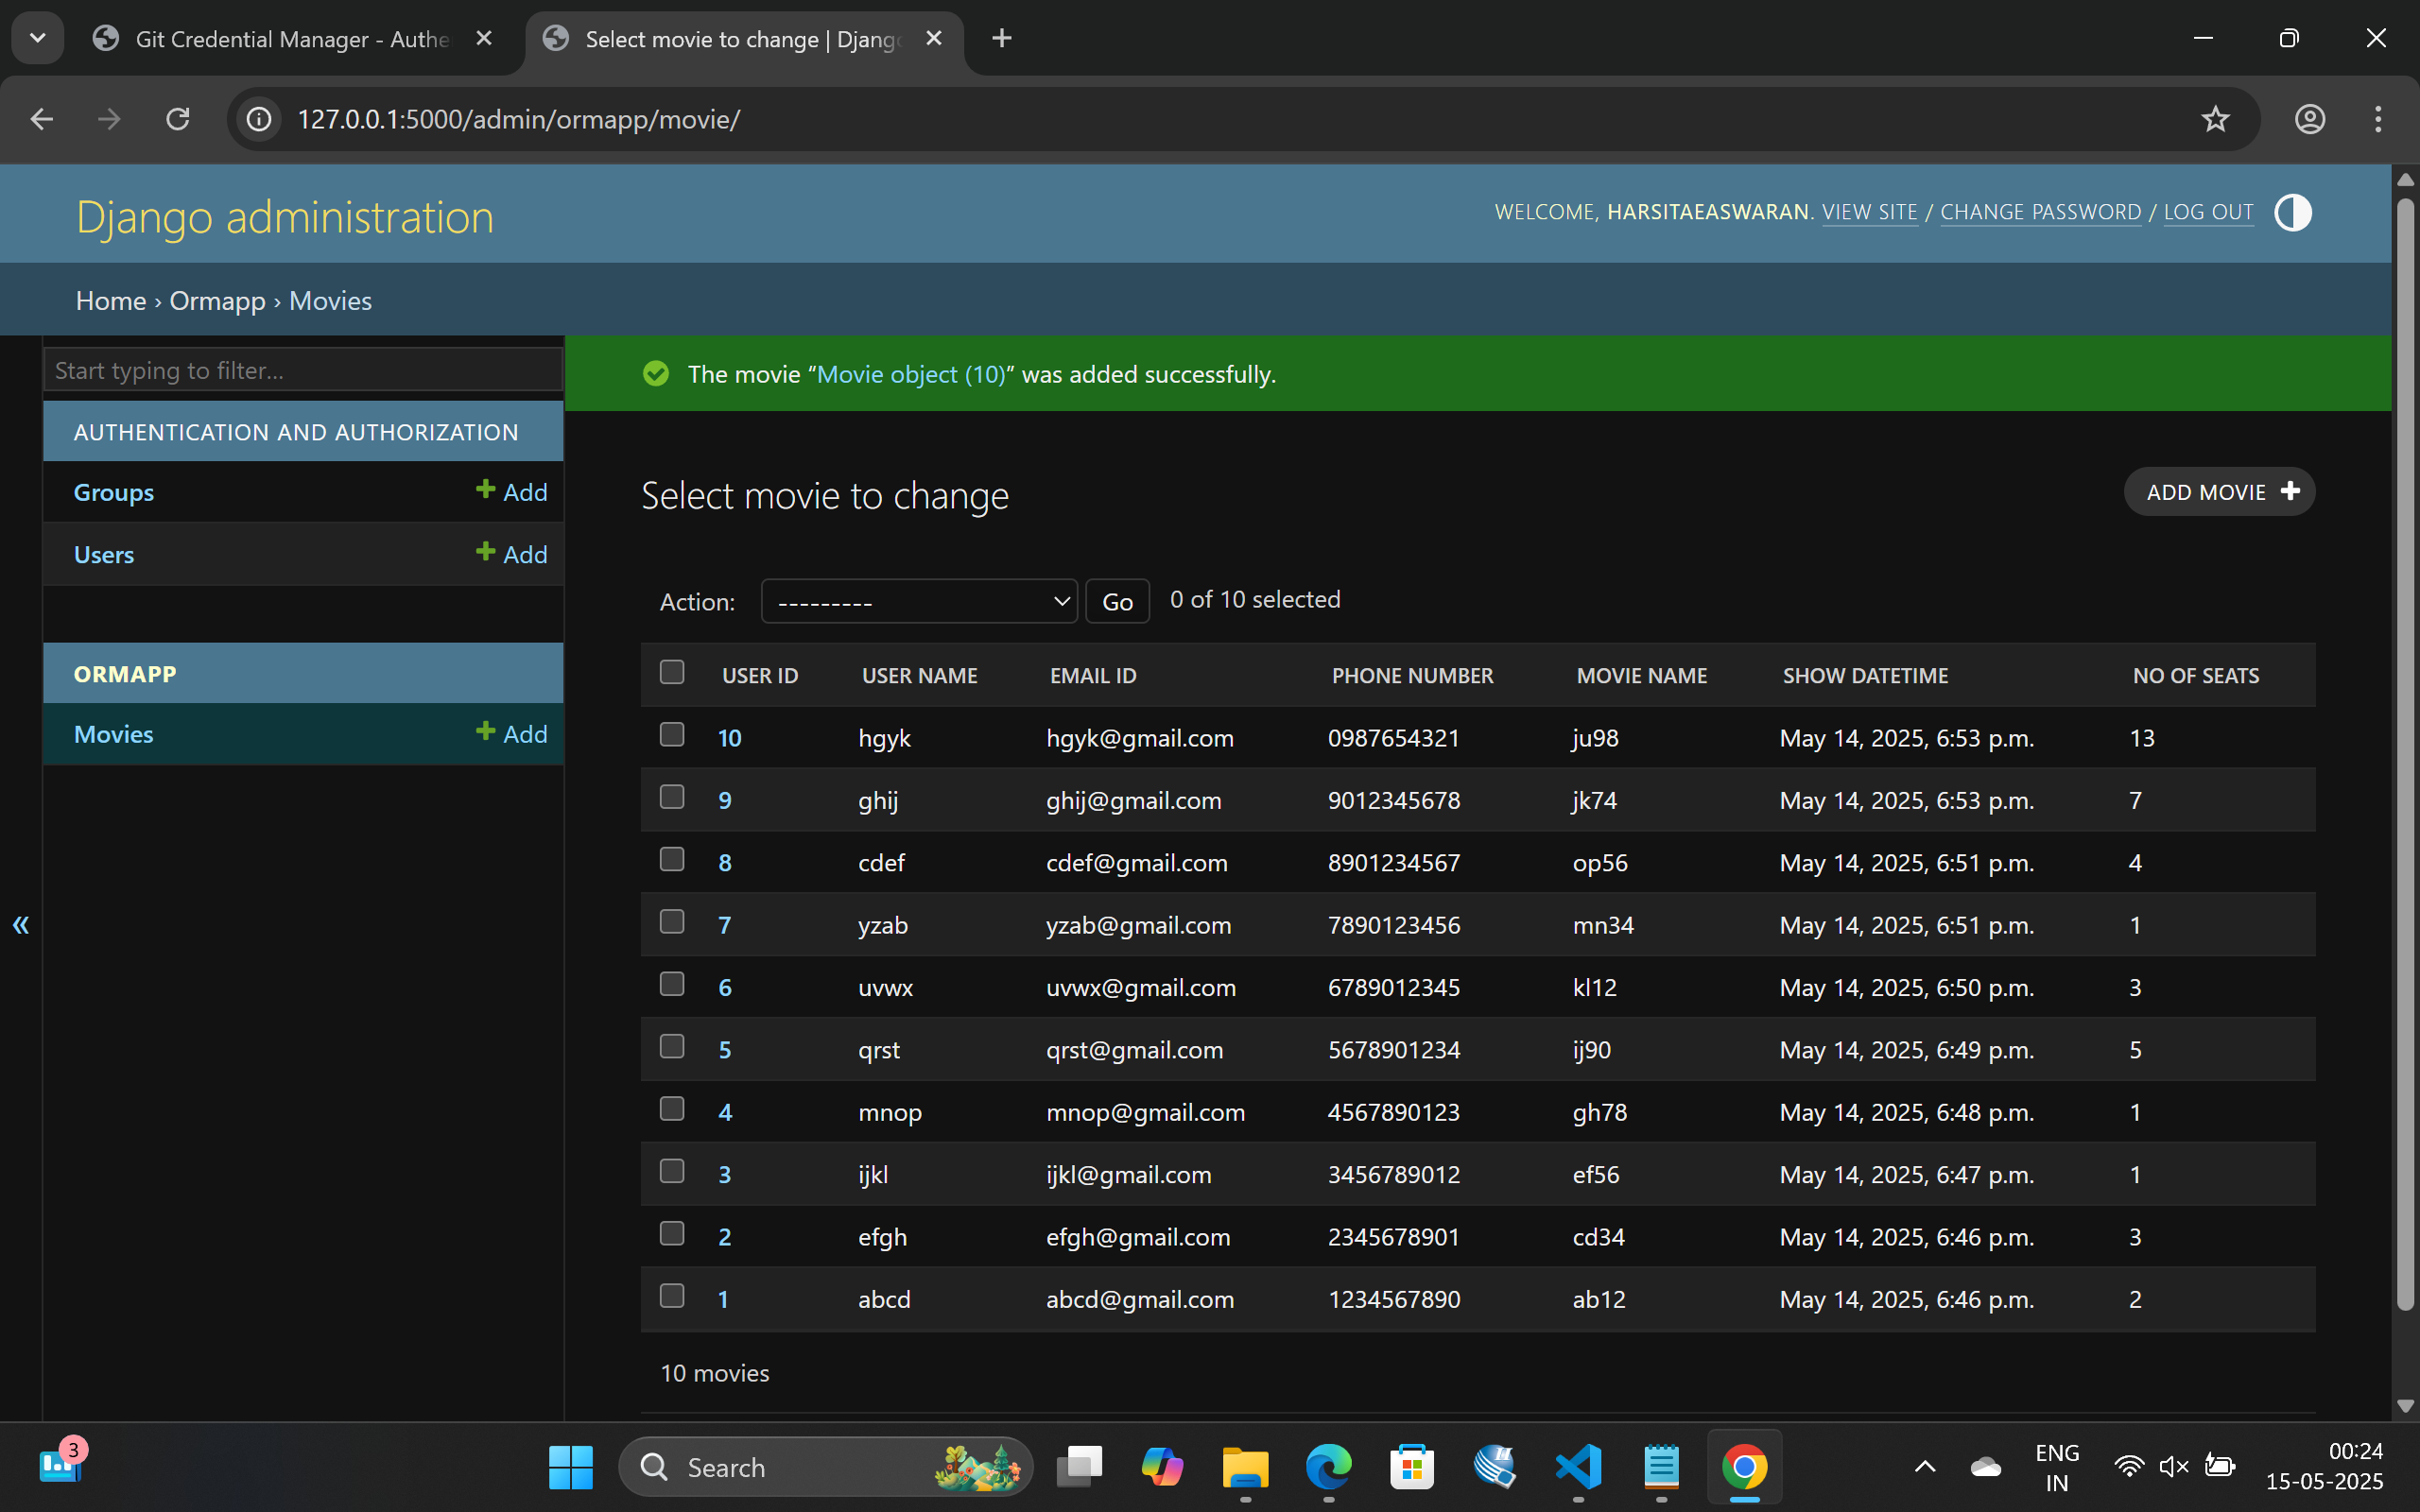 Git Credential Manager - Authe
Select movie to change | Djang
127.0.0.1:5000/admin/ormapp/movie/
Django administration
WELCOME, HARSITAEASWARAN. VIEW SITE / CHANGE PASSWORD / LOG OUT
Home › Ormapp › Movies
Start typing to filter...
The movie “Movie object (10)” was added successfully.
AUTHENTICATION AND AUTHORIZATION
Groups Add
Users Add
ORMAPP
Movies Add
Select movie to change
ADD MOVIE
Action: --------- Go 0 of 10 selected
USER ID USER NAME EMAIL ID PHONE NUMBER MOVIE NAME SHOW DATETIME NO OF SEATS
10 hgyk hgyk@gmail.com 0987654321 ju98 May 14, 2025, 6:53 p.m. 13
9 ghij ghij@gmail.com 9012345678 jk74 May 14, 2025, 6:53 p.m. 7
8 cdef cdef@gmail.com 8901234567 op56 May 14, 2025, 6:51 p.m. 4
7 yzab yzab@gmail.com 7890123456 mn34 May 14, 2025, 6:51 p.m. 1
6 uvwx uvwx@gmail.com 6789012345 kl12 May 14, 2025, 6:50 p.m. 3
5 qrst qrst@gmail.com 5678901234 ij90 May 14, 2025, 6:49 p.m. 5
4 mnop mnop@gmail.com 4567890123 gh78 May 14, 2025, 6:48 p.m. 1
3 ijkl ijkl@gmail.com 3456789012 ef56 May 14, 2025, 6:47 p.m. 1
2 efgh efgh@gmail.com 2345678901 cd34 May 14, 2025, 6:46 p.m. 3
1 abcd abcd@gmail.com 1234567890 ab12 May 14, 2025, 6:46 p.m. 2
10 movies
3
Search
ENG
IN
00:24
15-05-2025